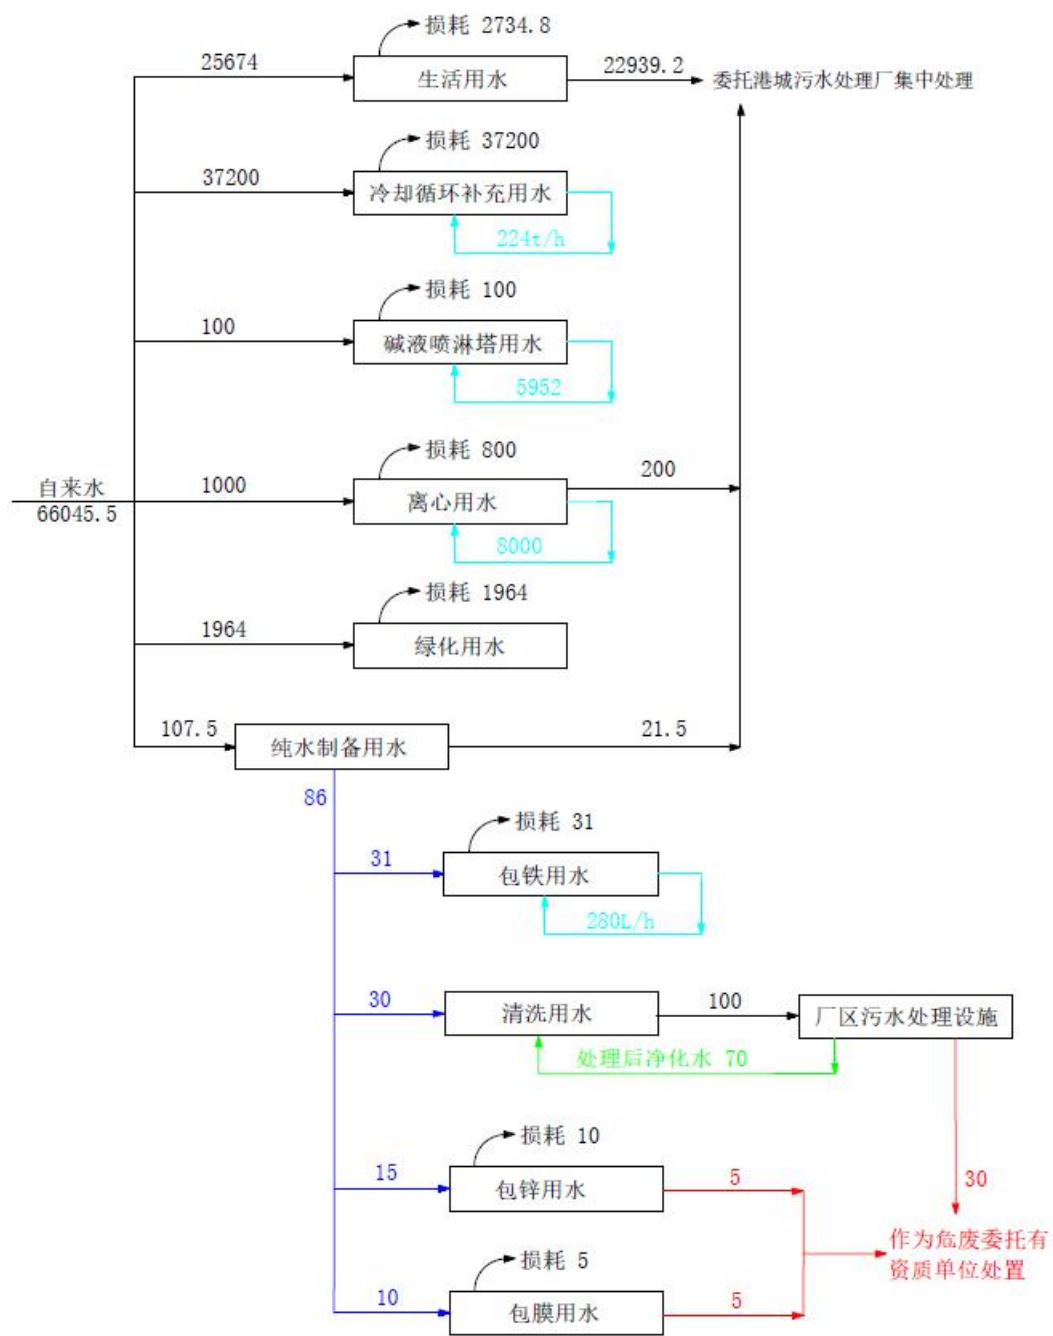 损耗 2734.8
25674
生活用水
22939.2
委托港城污水处理厂集中处理
损耗 37200
37200
冷却循环补充用水
224t/h
损耗 100
100
碱液喷淋塔用水
5952
损耗 800
自来水
66045.5
1000
离心用水
200
8000
损耗 1964
1964
绿化用水
107.5
纯水制备用水
21.5
86
损耗 31
31
包铁用水
280L/h
30
清洗用水
100
厂区污水处理设施
处理后净化水 70
损耗 10
15
包锌用水
5
30
作为危废委托有
资质单位处置
损耗 5
10
包膜用水
5